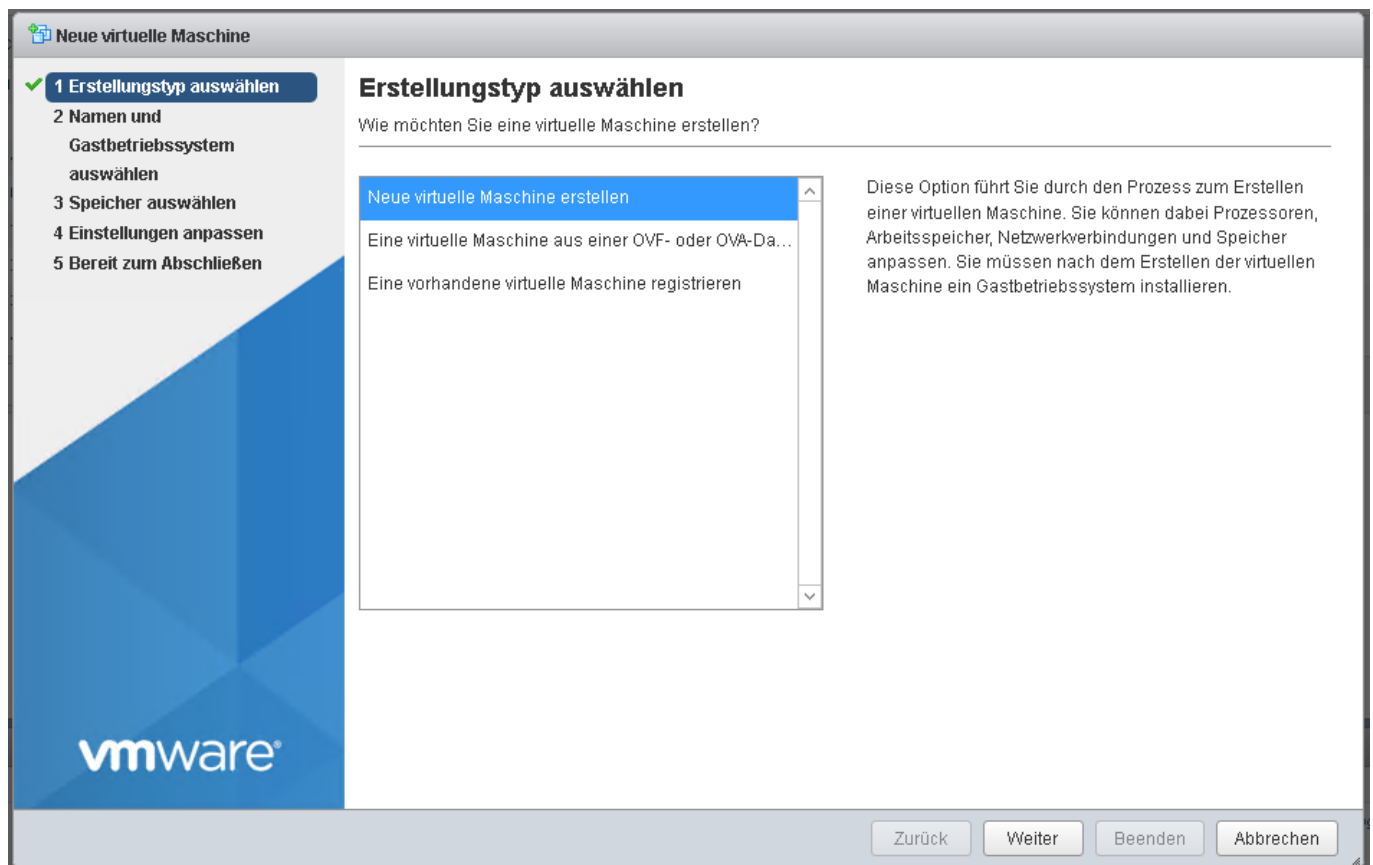 Neue virtuelle Maschine
1 Erstellungstyp auswählen
2 Namen und
Gastbetriebssystem
auswählen
3 Speicher auswählen
4 Einstellungen anpassen
5 Bereit zum Abschließen
Erstellungstyp auswählen
Wie möchten Sie eine virtuelle Maschine erstellen?
Neue virtuelle Maschine erstellen
Eine virtuelle Maschine aus einer OVF- oder OVA-Da...
Eine vorhandene virtuelle Maschine registrieren
Diese Option führt Sie durch den Prozess zum Erstellen
einer virtuellen Maschine. Sie können dabei Prozessoren,
Arbeitsspeicher, Netzwerkverbindungen und Speicher
anpassen. Sie müssen nach dem Erstellen der virtuellen
Maschine ein Gastbetriebssystem installieren.
vmware®
Zurück
Weiter
Beenden
Abbrechen